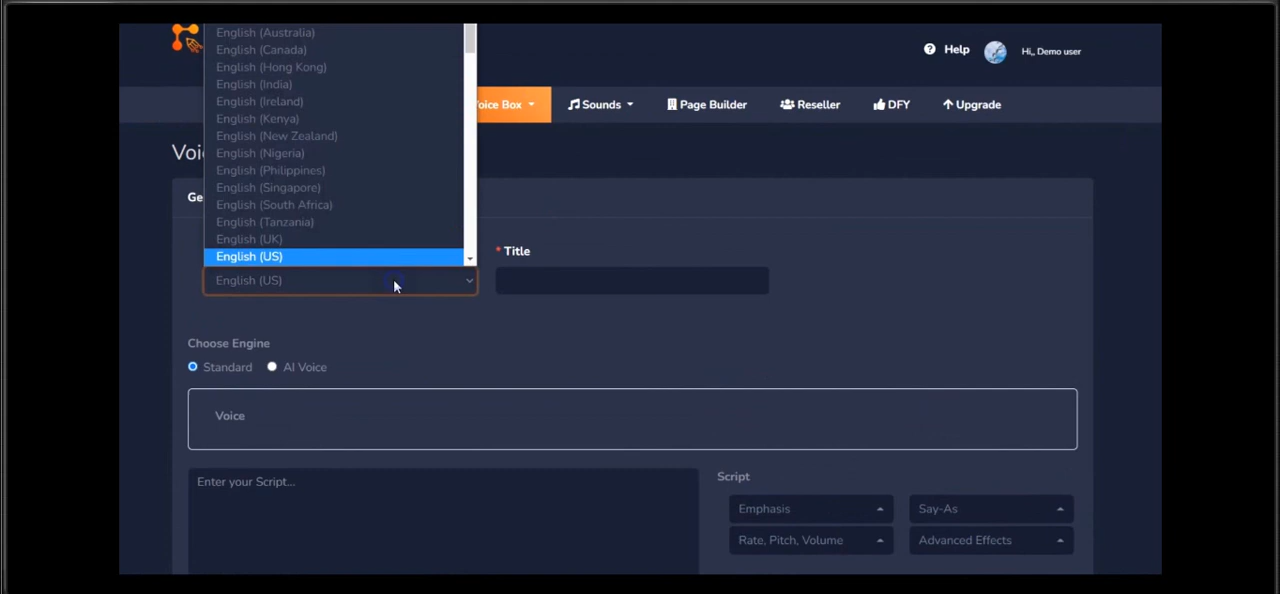 English (Australia)
English (Canada)
English (Hong Kong)
English (India)
English (Ireland)
English (Kenya)
English (New Zealand)
English (Nigeria)
English (Philippines)
English (Singapore)
English (South Africa)
English (Tanzania)
English (UK)
English (US)
English (US)
Help
Hi,, Demo user
oice Box
Sounds
Page Builder
Reseller
DFY
Upgrade
Voi
Ge
* Title
Choose Engine
Standard
AI Voice
Voice
Enter your Script...
Script
Emphasis
Say-As
Rate, Pitch, Volume
Advanced Effects